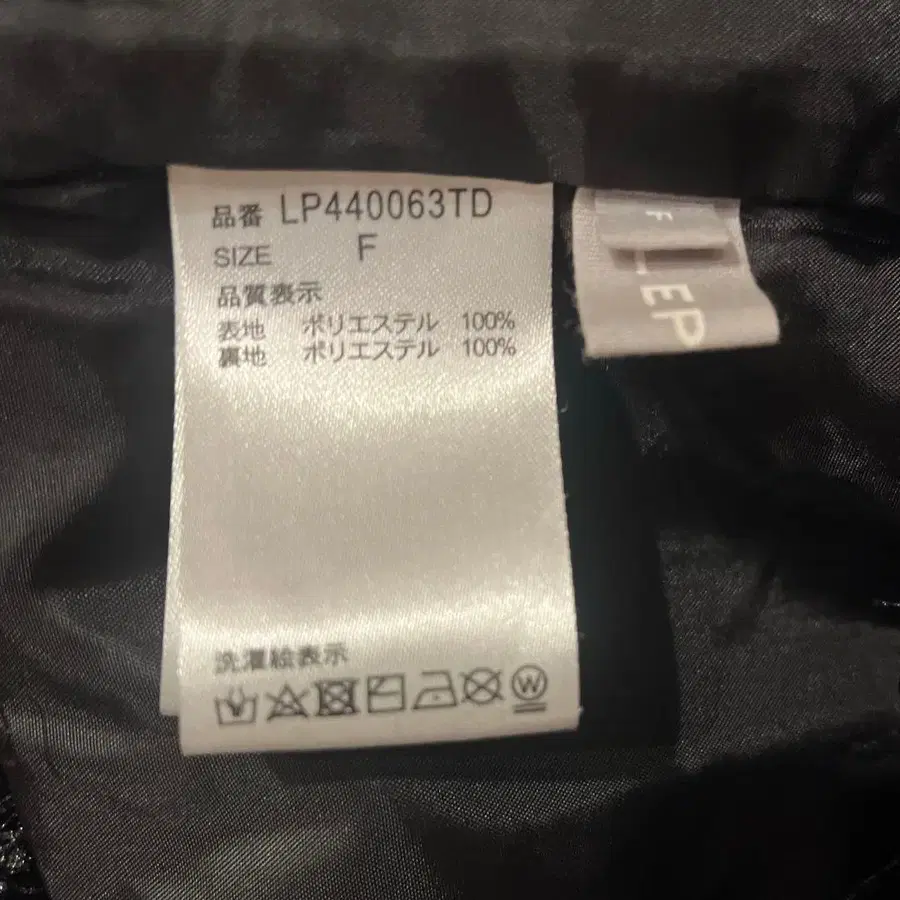 品番 LP440063TD
SIZE F
品質表示
表地 ポリエステル 100%
裏地 ポリエステル 100%
洗濯絵表示
W
F
LEP